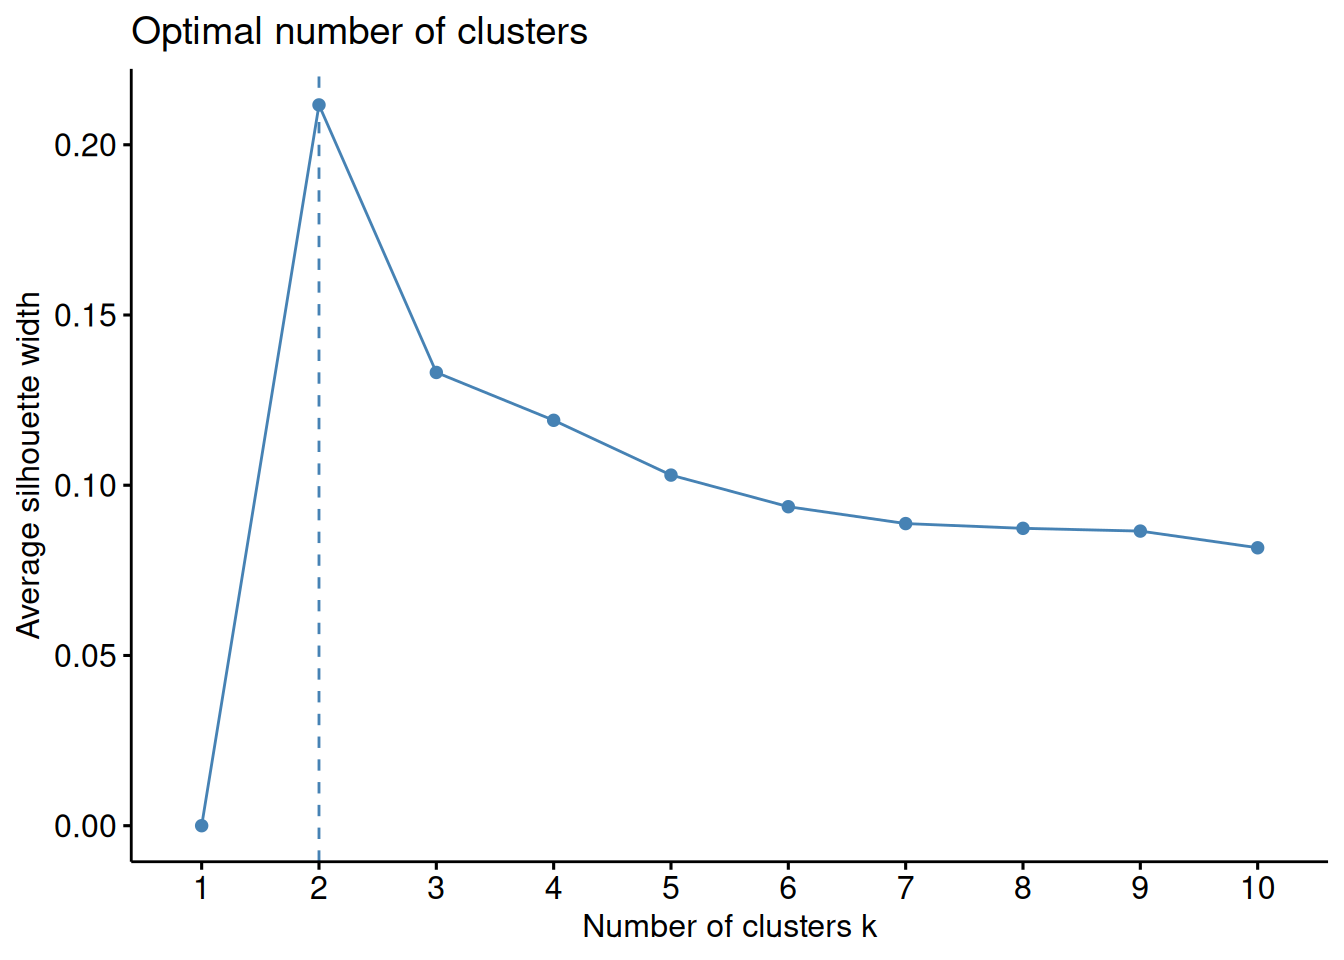 Optimal number of clusters
Average silhouette width
0.20
0.15
0.10
0.05
0.00
1 2 3 4 5 6 7 8 9 10
Number of clusters k